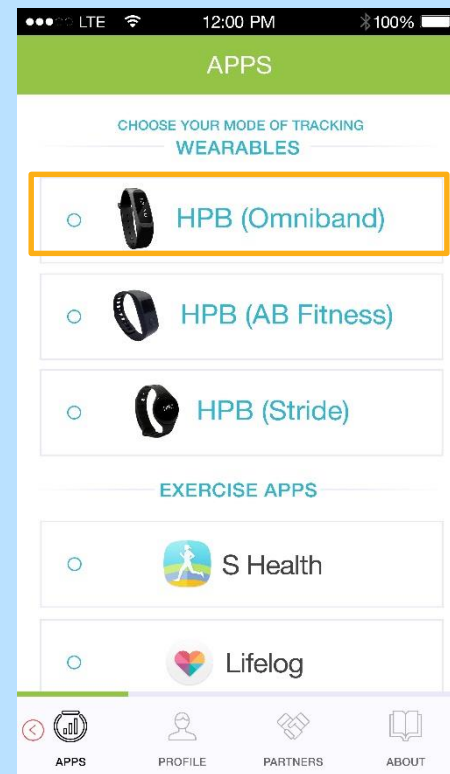 LTE 12:00 PM 100%
APPS
CHOOSE YOUR MODE OF TRACKING
WEARABLES
HPB (Omniband)
HPB (AB Fitness)
HPB (Stride)
EXERCISE APPS
S Health
Lifelog
APPS PROFILE PARTNERS ABOUT